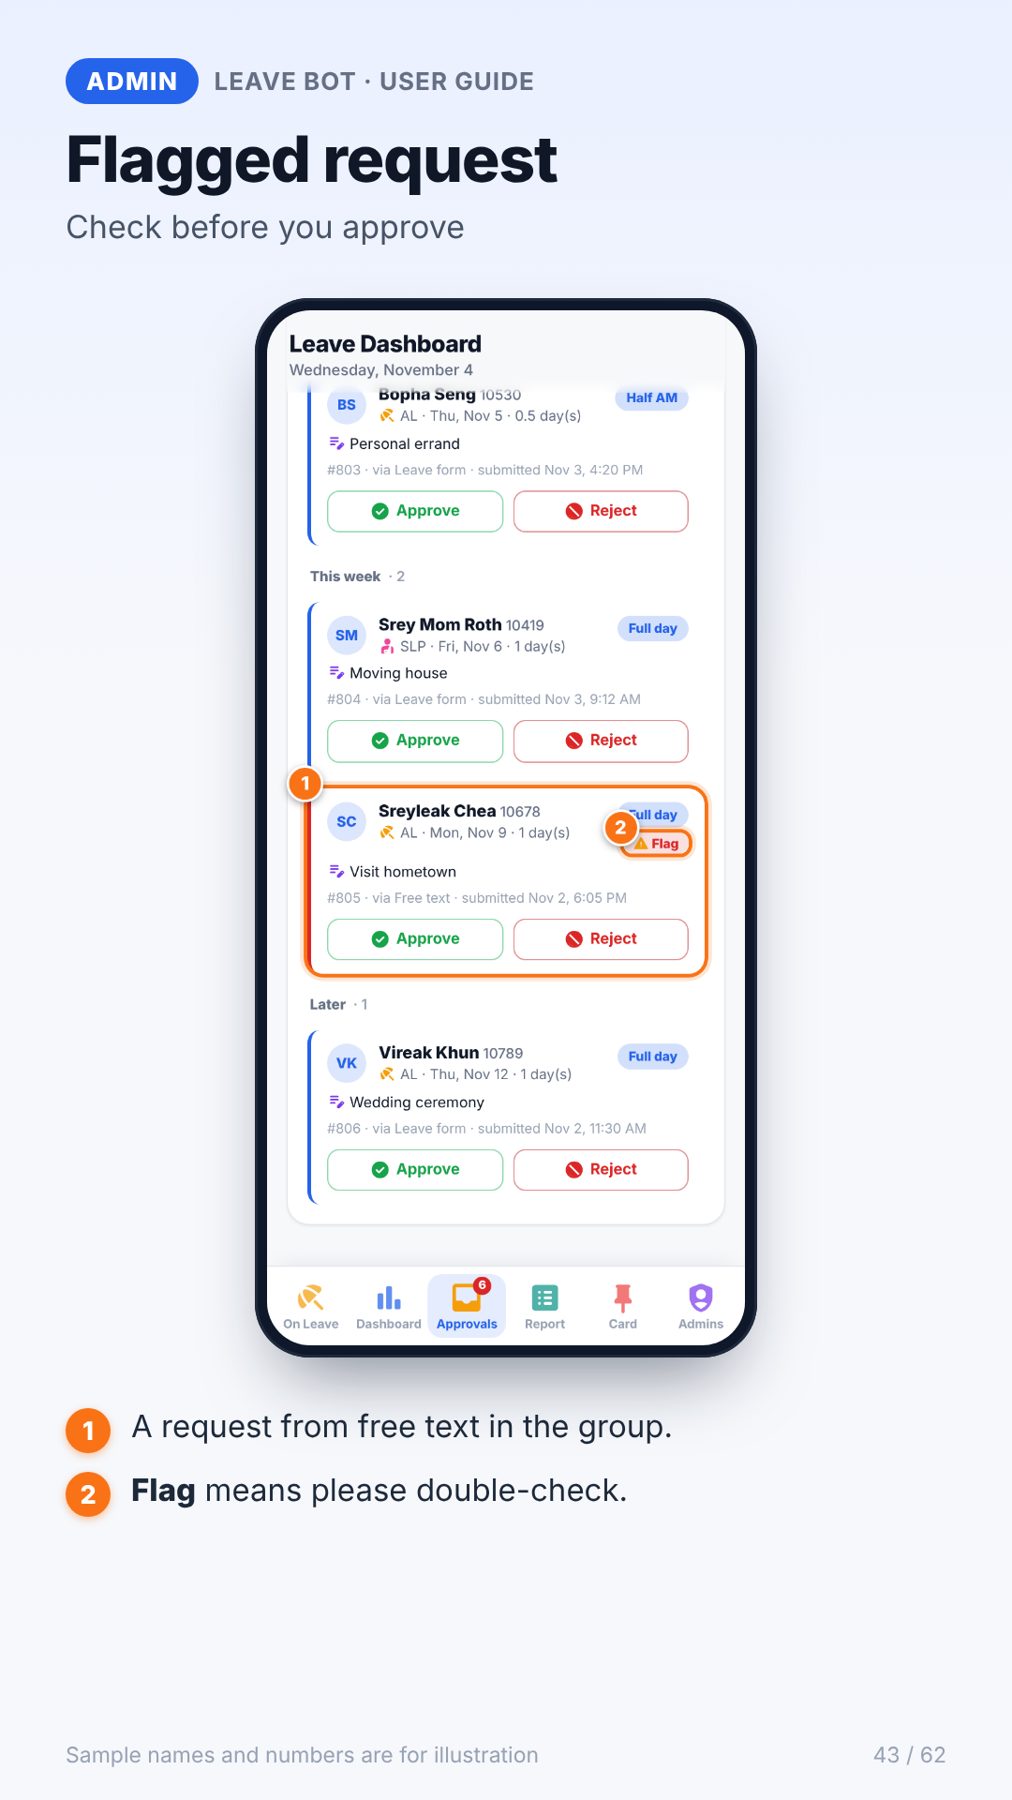 ADMIN LEAVE BOT · USER GUIDE
Flagged request
Check before you approve
Leave Dashboard
Wednesday, November 4
BS Bopha Seng 10530 Half AM
AL · Thu, Nov 5 · 0.5 day(s)
Personal errand
#803 · via Leave form · submitted Nov 3, 4:20 PM
Approve Reject
This week · 2
SM Srey Mom Roth 10419 Full day
SLP · Fri, Nov 6 · 1 day(s)
Moving house
#804 · via Leave form · submitted Nov 3, 9:12 AM
Approve Reject
1
SC Sreyleak Chea 10678 Full day
AL · Mon, Nov 9 · 1 day(s) 2 Flag
Visit hometown
#805 · via Free text · submitted Nov 2, 6:05 PM
Approve Reject
Later · 1
VK Vireak Khun 10789 Full day
AL · Thu, Nov 12 · 1 day(s)
Wedding ceremony
#806 · via Leave form · submitted Nov 2, 11:30 AM
Approve Reject
6
On Leave Dashboard Approvals Report Card Admins
1 A request from free text in the group.
2 Flag means please double-check.
Sample names and numbers are for illustration 43 / 62